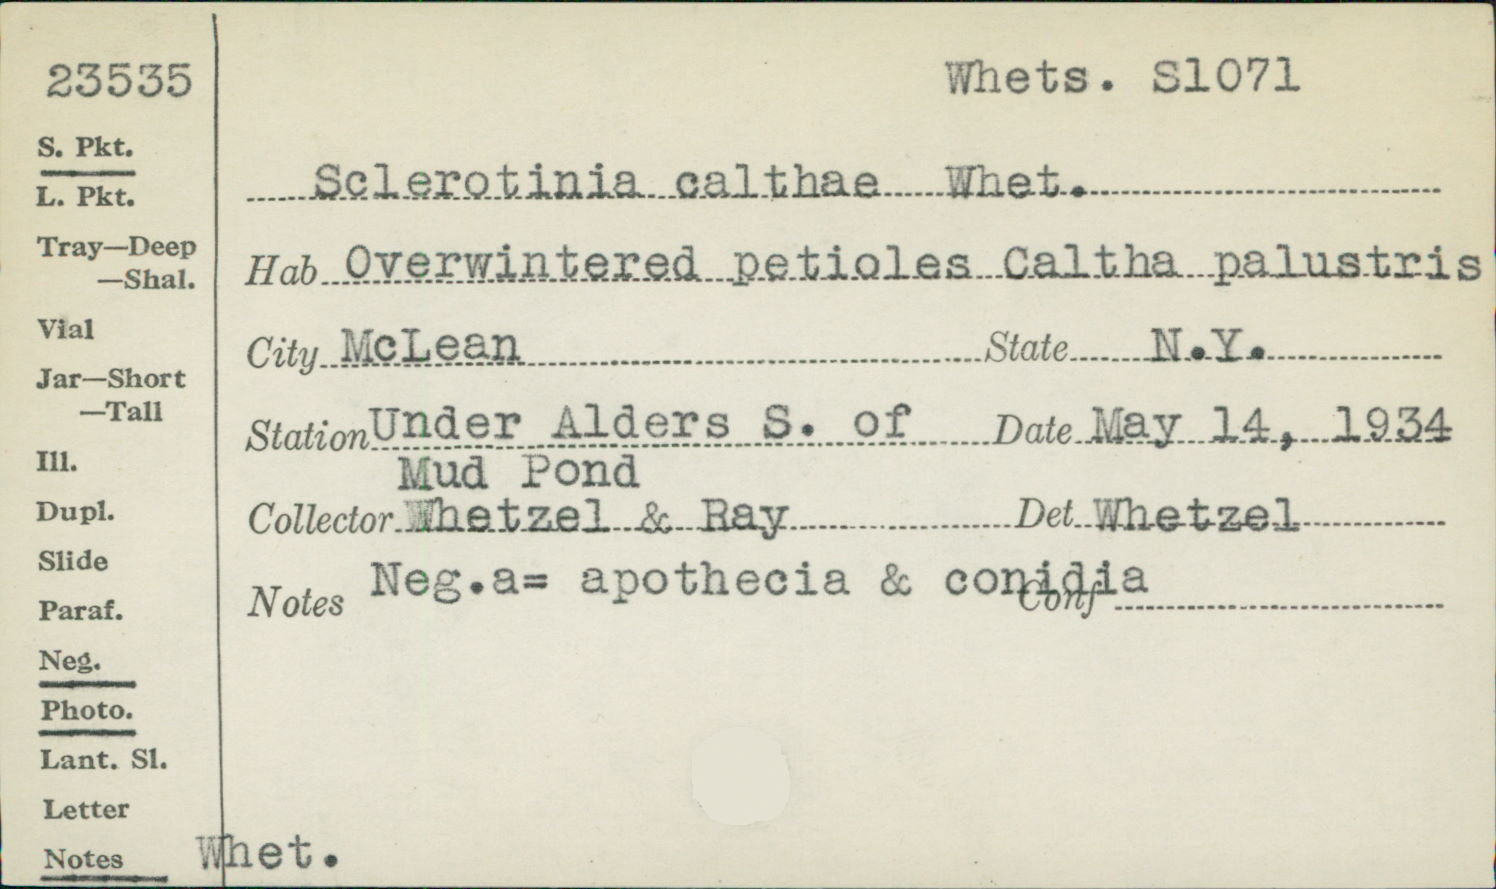 23535
Whets. S1071
S. Pkt.
L. Pkt.
Tray—Deep
—Shal.
Vial
Jar—Short
—Tall
Ill.
Dupl.
Slide
Paraf.
Neg.
Photo.
Lant. Sl.
Letter
Notes Whet.
Sclerotinia calthae Whet.
Hab Overwintered petioles Caltha palustris
City McLean State N.Y.
Station Under Alders S. of Date May 14, 1934
Mud Pond
Collector Whetzel & Ray Det Whetzel
Notes Neg.a= apothecia & conidia Conf